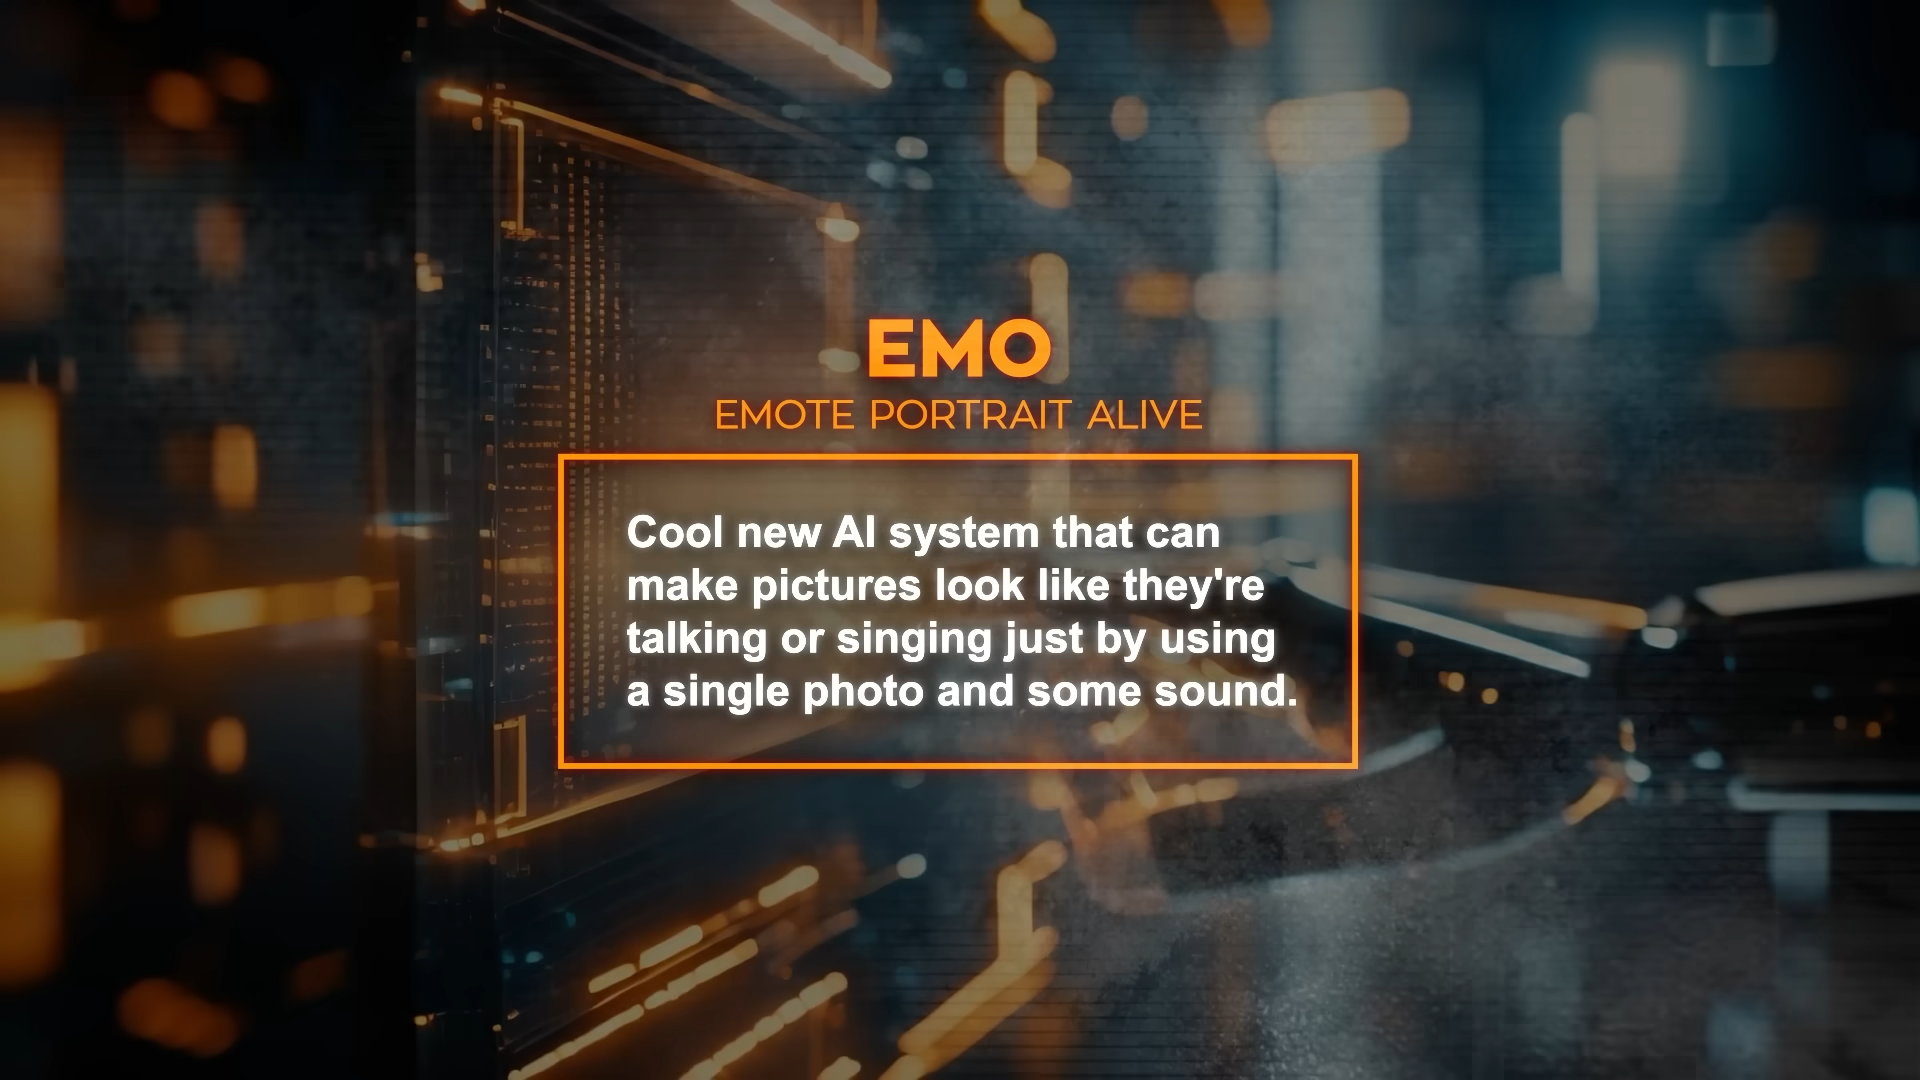 EMO
EMOTE PORTRAIT ALIVE
Cool new AI system that can
make pictures look like they're
talking or singing just by using
a single photo and some sound.